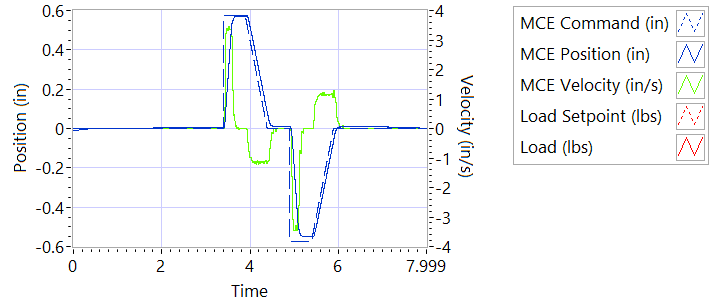 0.6
0.4
0.2
0
-0.2
-0.4
-0.6
Position (in)
4
3
2
1
0
-1
-2
-3
-4
Velocity (in/s)
0
2
4
6
7.999
Time
MCE Command (in)
MCE Position (in)
MCE Velocity (in/s)
Load Setpoint (lbs)
Load (lbs)